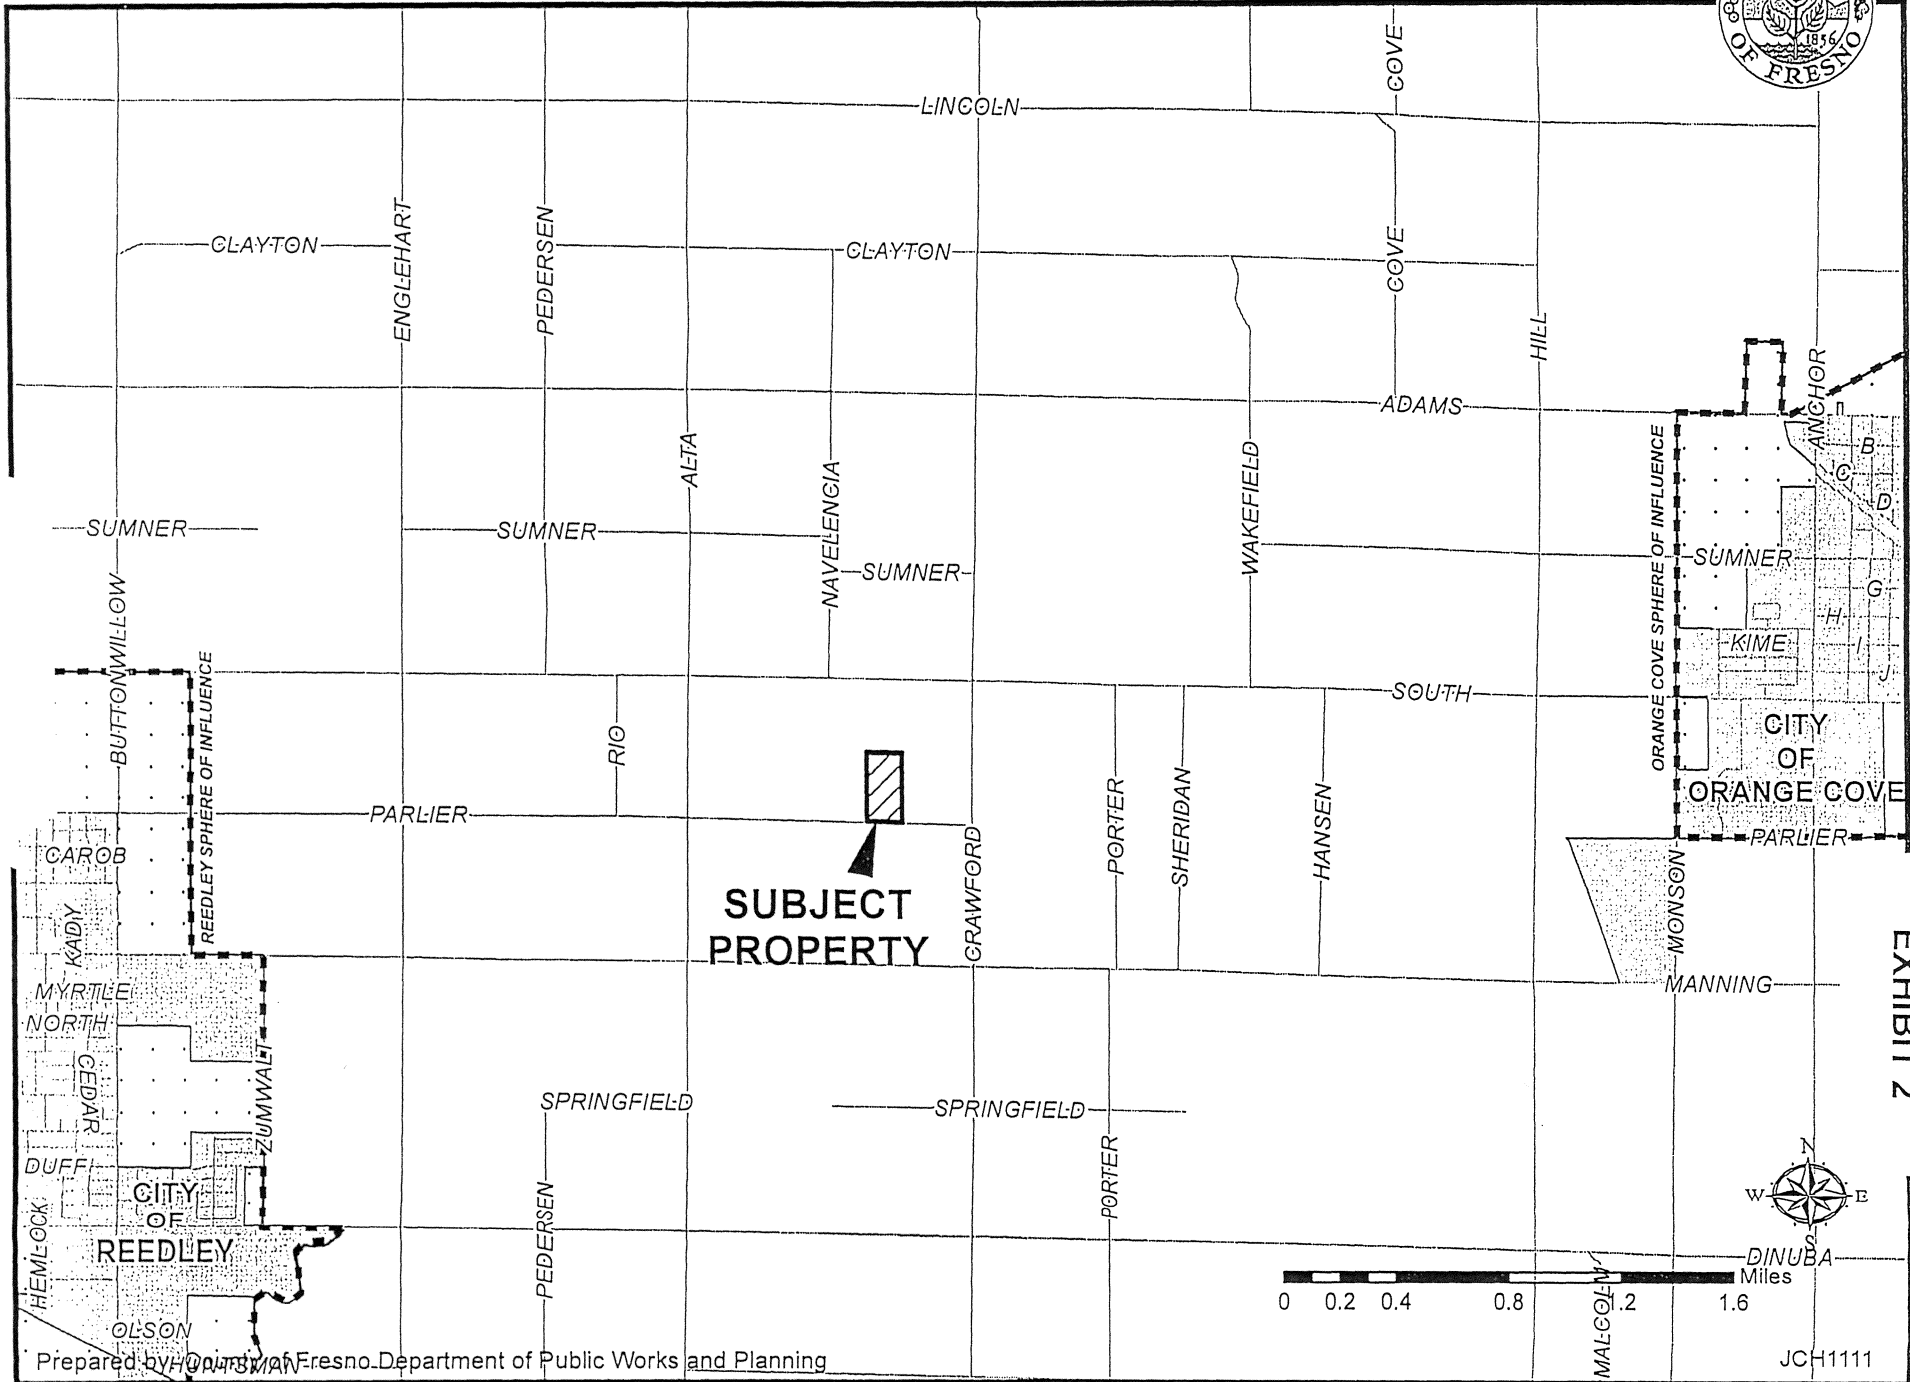 1856
OF FRESNO
COVE
LINCOLN
CLAYTON
ENGLEHART
PEDERSEN
CLAYTON
COVE
HILL
ANCHOR
ADAMS
ALTA
NAVELENCIA
WAKEFIELD
ORANGE COVE SPHERE OF INFLUENCE
B
C
D
SUMNER
SUMNER
SUMNER
SUMNER
G
H
I
J
KIME
BUTTONWILLOW
REEDLEY SPHERE OF INFLUENCE
SOUTH
RIO
CITY
OF
ORANGE COVE
PARLIER
PARLIER
CAROB
KADY
SUBJECT
PROPERTY
CRAWFORD
PORTER
SHERIDAN
HANSEN
MONSON
MANNING
EXHIBIT 2
MYRTLE
NORTH
CEDAR
ZUMWALT
SPRINGFIELD
SPRINGFIELD
DUFF
CITY
OF
REEDLEY
HEMLOCK
PEDERSEN
PORTER
N
W
E
S
DINUBA
Miles
0 0.2 0.4 0.8 1.2 1.6
MALCOLM
OLSON
HUNTSMAN
Prepared by: County of Fresno Department of Public Works and Planning
JCH1111